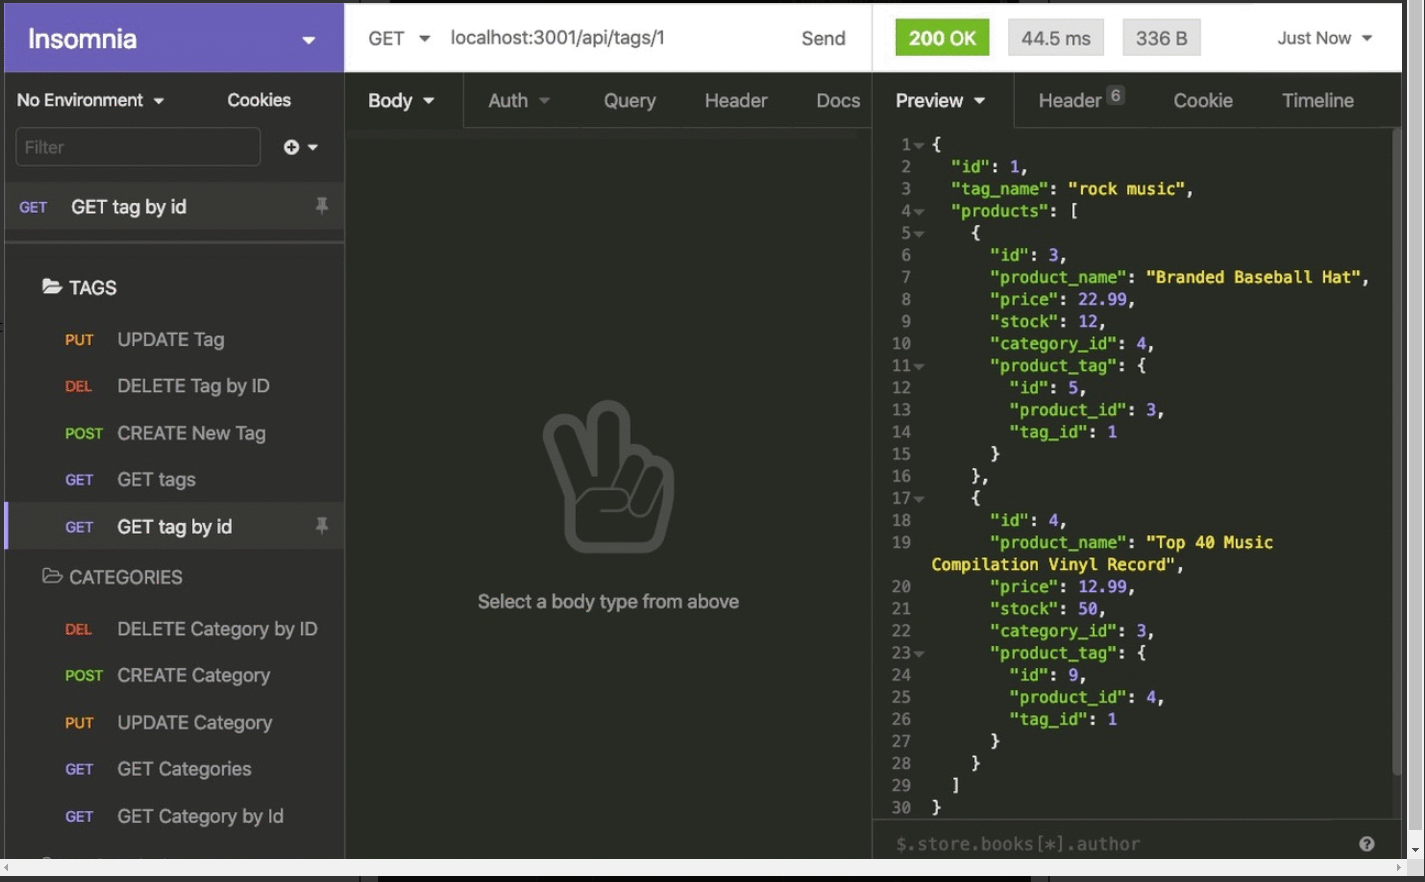 Insomnia
GET localhost:3001/api/tags/1 Send
200 OK 44.5 ms 336 B Just Now
No Environment Cookies
Filter
GET GET tag by id
TAGS
PUT UPDATE Tag
DEL DELETE Tag by ID
POST CREATE New Tag
GET GET tags
GET GET tag by id
CATEGORIES
DEL DELETE Category by ID
POST CREATE Category
PUT UPDATE Category
GET GET Categories
GET GET Category by Id
Body Auth Query Header Docs
Select a body type from above
Preview Header 6 Cookie Timeline
1 {
2 "id": 1,
3 "tag_name": "rock music",
4 "products": [
5 {
6 "id": 3,
7 "product_name": "Branded Baseball Hat",
8 "price": 22.99,
9 "stock": 12,
10 "category_id": 4,
11 "product_tag": {
12 "id": 5,
13 "product_id": 3,
14 "tag_id": 1
15 }
16 },
17 {
18 "id": 4,
19 "product_name": "Top 40 Music
Compilation Vinyl Record",
20 "price": 12.99,
21 "stock": 50,
22 "category_id": 3,
23 "product_tag": {
24 "id": 9,
25 "product_id": 4,
26 "tag_id": 1
27 }
28 }
29 ]
30 }
$.store.books[*].author